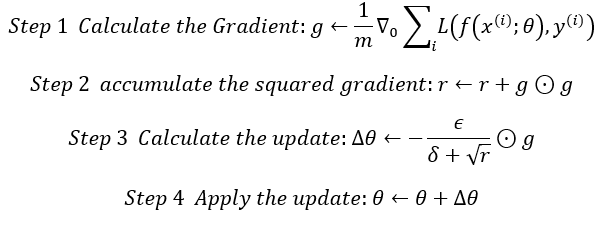 Step 1 Calculate the Gradient: g ← 1/m ∇₀ ∑ᵢ L(f(x⁽ⁱ⁾; θ), y⁽ⁱ⁾)
Step 2 accumulate the squared gradient: r ← r + g ⊙ g
Step 3 Calculate the update: Δθ ← − ϵ/(δ + √r) ⊙ g
Step 4 Apply the update: θ ← θ + Δθ